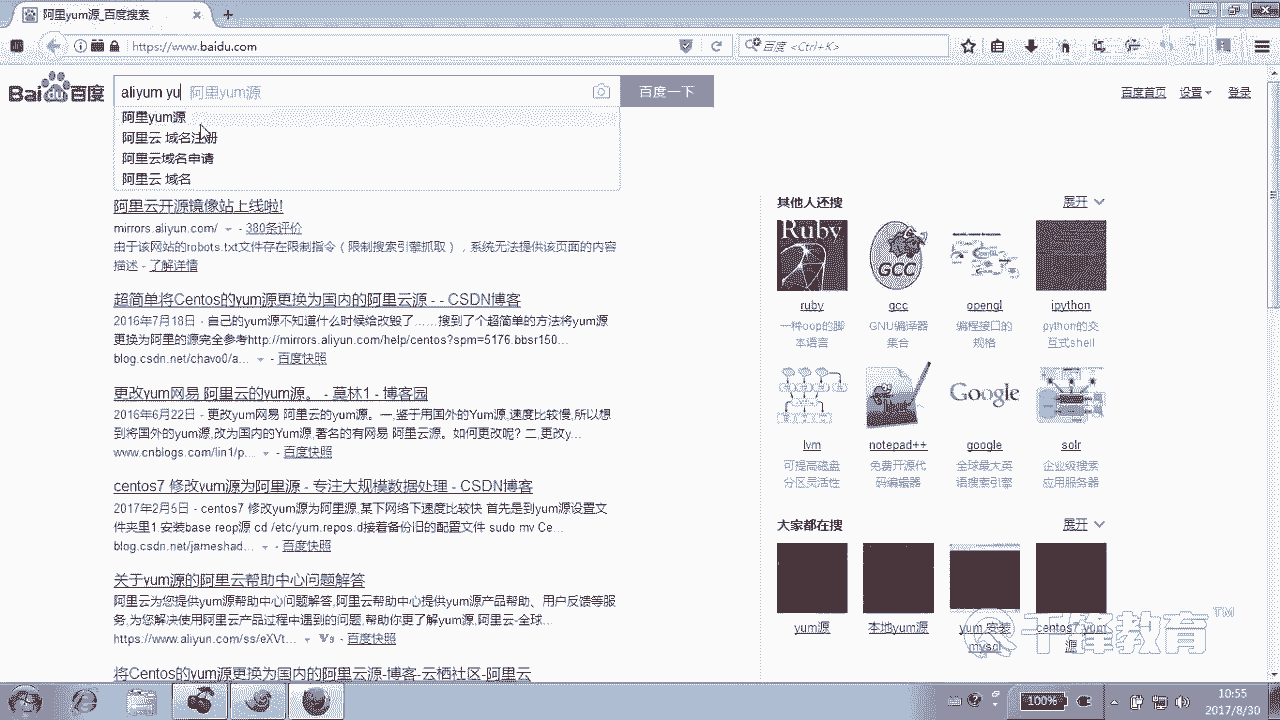 阿里yum源_百度搜索
https://www.baidu.com
百度 <Ctrl+K>
Bai du 百度
aliyum yu 阿里yum源
百度一下
百度首页 设置 登录
阿里yum源
阿里云 域名注册
阿里云域名申请
阿里云 域名
阿里云开源镜像站上线啦!
mirrors.aliyun.com/ - 380条评价
由于该网站的robots.txt文件存在限制指令（限制搜索引擎抓取），系统无法提供该页面的内容
描述 - 了解详情
超简单将Centos的yum源更换为国内的阿里云源 - - CSDN博客
2016年7月18日 - 自己的yum源不知道什么时候给改毁了……搜到了个超简单的方法将yum源
更换为阿里的源完全参考http://mirrors.aliyun.com/help/centos?spm=5176.bbsr150...
blog.csdn.net/chavo0/a... - 百度快照
更改yum网易 阿里云的yum源。 - 莫林1 - 博客园
2016年6月22日 - 更改yum网易 阿里云的yum源。一,鉴于用国外的Yum源,速度比较慢,所以想
到将国外的yum源,改为国内的Yum源,著名的有网易 阿里云源。如何更改呢? 二,更改y...
www.cnblogs.com/lin1/p... - 百度快照
centos7 修改yum源为阿里源 - 专注大规模数据处理 - CSDN博客
2017年2月5日 - centos7 修改yum源为阿里源,某下网络下速度比较快 首先是到yum源设置文
件夹里1.安装base reop源 cd /etc/yum.repos.d接着备份旧的配置文件 sudo mv Ce...
blog.csdn.net/jameshad... - 百度快照
关于yum源的阿里云帮助中心问题解答
阿里云为您提供yum源帮助中心问题解答,阿里云帮助中心提供yum源产品帮助、用户反馈等服
务,为您解决使用阿里云产品过程中遇到的问题,帮助你更了解yum源,阿里云-全球...
https://www.aliyun.com/ss/eXVt... - 百度快照
将Centos的yum源更换为国内的阿里云源-博客-云栖社区-阿里云
其他人还搜 展开
Ruby
GCC
ruby gcc opengl ipython
一种oop的脚本语言
GNU编译器集合
编程接口的规格
python的交互式shell
Google
lvm notepad++ google solr
可提高磁盘分区灵活性
免费开源代码编辑器
全球最大英语搜索引擎
企业级搜索应用服务器
大家都在搜 展开
yum源 本地yum源 yum 安装 mysql centos7 yum源
千锋教育™
100%
10:55
2017/8/30